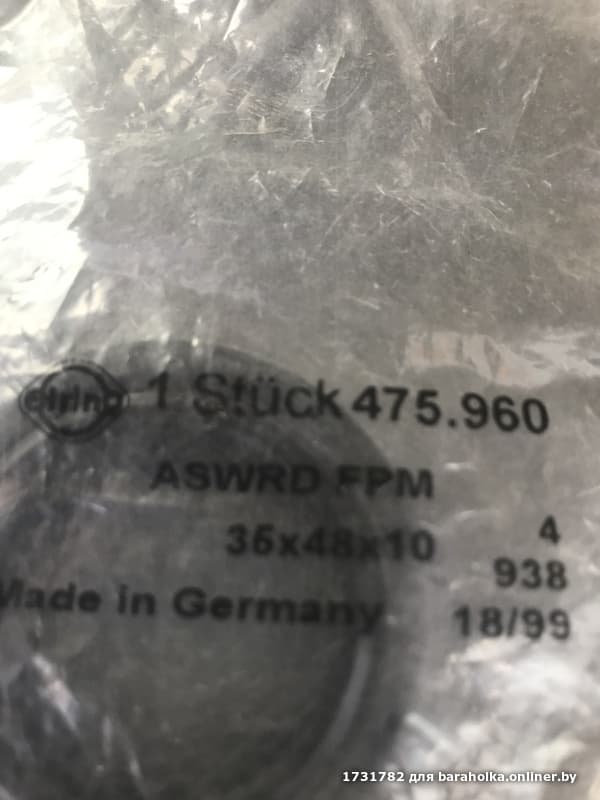 elring 1 Stück 475.960
ASWRD FPM
35x48x10 4
938
Made in Germany 18/99
1731782 для baraholka.onliner.by